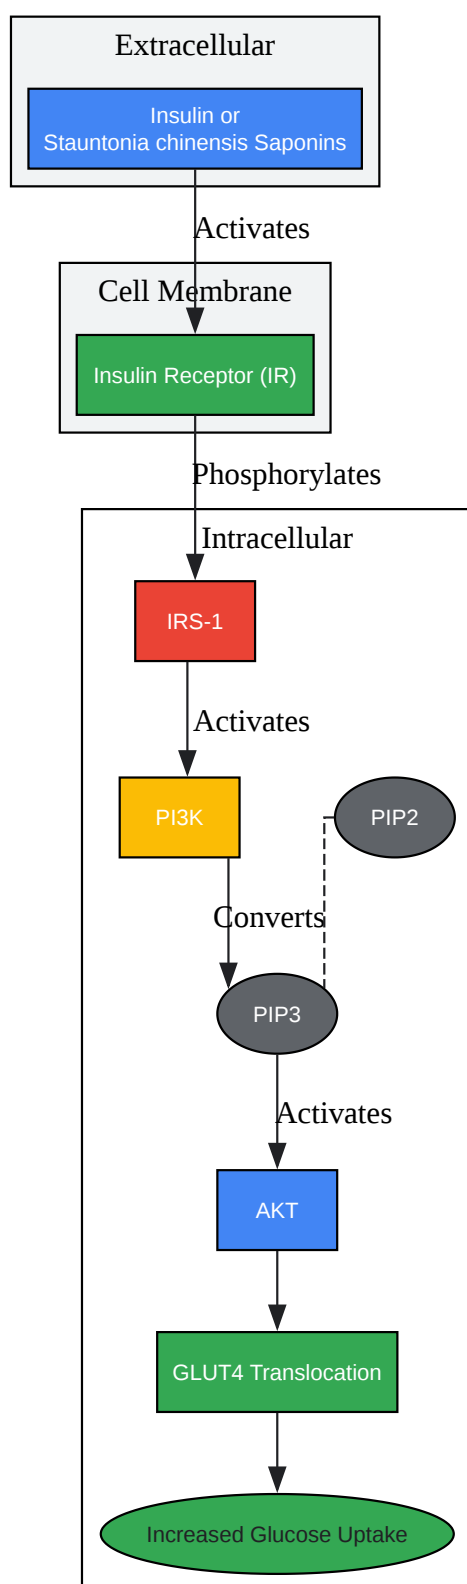 Extracellular
Insulin or
Stauntonia chinensis Saponins
Activates
Cell Membrane
Insulin Receptor (IR)
Phosphorylates
Intracellular
IRS-1
Activates
PI3K
PIP2
Converts
PIP3
Activates
AKT
GLUT4 Translocation
Increased Glucose Uptake